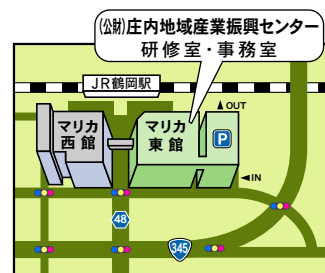 (公財)庄内地域産業振興センター
研修室・事務室
JR鶴岡駅
マリカ
西館
マリカ
東館
▲OUT
P
◀IN
48
345